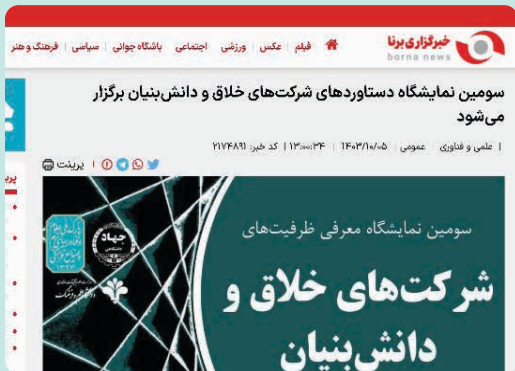 خبرگزاری برنا
borna news
فیلم | عکس | ورزشی | اجتماعی | باشگاه جوانی | سیاسی | فرهنگ و هنر
سومین نمایشگاه دستاوردهای شرکت‌های خلاق و دانش‌بنیان برگزار
می‌شود
| علمی و فناوری | عمومی | ۱۴۰۳/۱۰/۰۵ | ۱۳:۰۰:۳۴ | کد خبر: ۲۱۷۴۸۹۱
۱ | پرینت
سومین نمایشگاه معرفی ظرفیت‌های
شرکت‌های خلاق و
دانش‌بنیان
جهاد
دانشگاهی